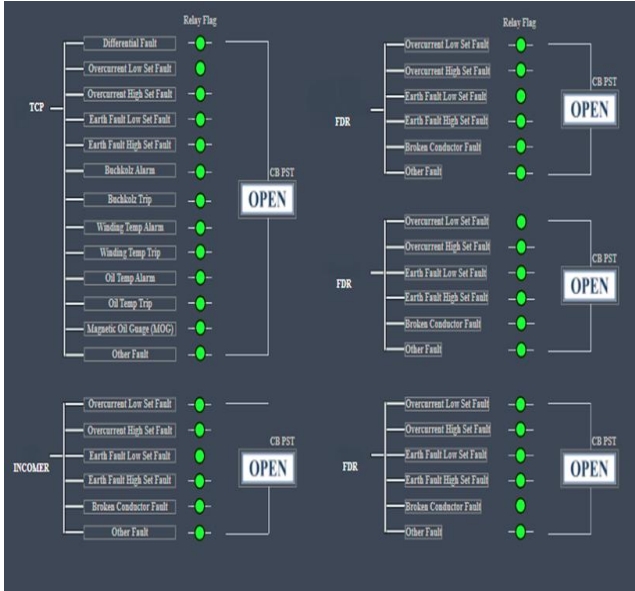 Relay Flag
TCP
Differential Fault
Overcurrent Low Set Fault
Overcurrent High Set Fault
Earth Fault Low Set Fault
Earth Fault High Set Fault
Buchkolz Alarm
Buchkolz Trip
Winding Temp Alarm
Winding Temp Trip
Oil Temp Alarm
Oil Temp Trip
Magnetic Oil Guage (MOG)
Other Fault
CB PST
OPEN
INCOMER
Overcurrent Low Set Fault
Overcurrent High Set Fault
Earth Fault Low Set Fault
Earth Fault High Set Fault
Broken Conductor Fault
Other Fault
CB PST
OPEN
Relay Flag
FDR
Overcurrent Low Set Fault
Overcurrent High Set Fault
Earth Fault Low Set Fault
Earth Fault High Set Fault
Broken Conductor Fault
Other Fault
CB PST
OPEN
FDR
Overcurrent Low Set Fault
Overcurrent High Set Fault
Earth Fault Low Set Fault
Earth Fault High Set Fault
Broken Conductor Fault
Other Fault
CB PST
OPEN
FDR
Overcurrent Low Set Fault
Overcurrent High Set Fault
Earth Fault Low Set Fault
Earth Fault High Set Fault
Broken Conductor Fault
Other Fault
CB PST
OPEN